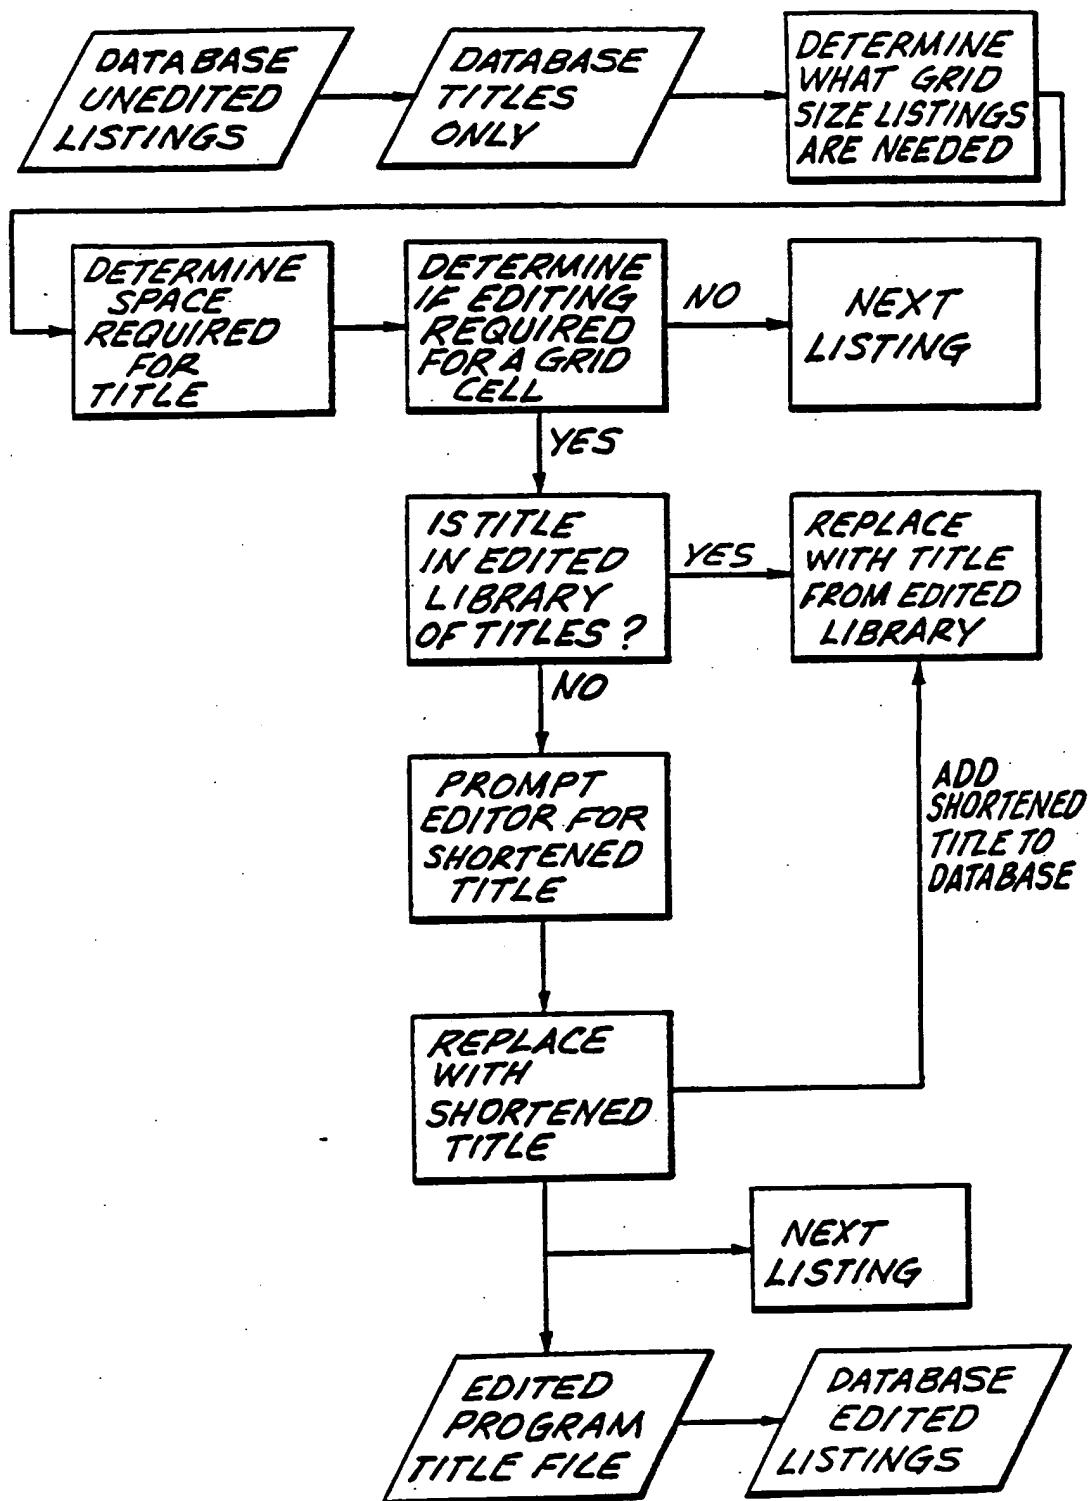 DATABASE
UNEDITED
LISTINGS
DATABASE
TITLES
ONLY
DETERMINE
WHAT GRID
SIZE LISTINGS
ARE NEEDED
DETERMINE
SPACE
REQUIRED
FOR
TITLE
DETERMINE
IF EDITING
REQUIRED
FOR A GRID
CELL
NO
NEXT
LISTING
YES
IS TITLE
IN EDITED
LIBRARY
OF TITLES?
YES
REPLACE
WITH TITLE
FROM EDITED
LIBRARY
NO
PROMPT
EDITOR FOR
SHORTENED
TITLE
ADD
SHORTENED
TITLE TO
DATABASE
REPLACE
WITH
SHORTENED
TITLE
NEXT
LISTING
EDITED
PROGRAM
TITLE FILE
DATABASE
EDITED
LISTINGS